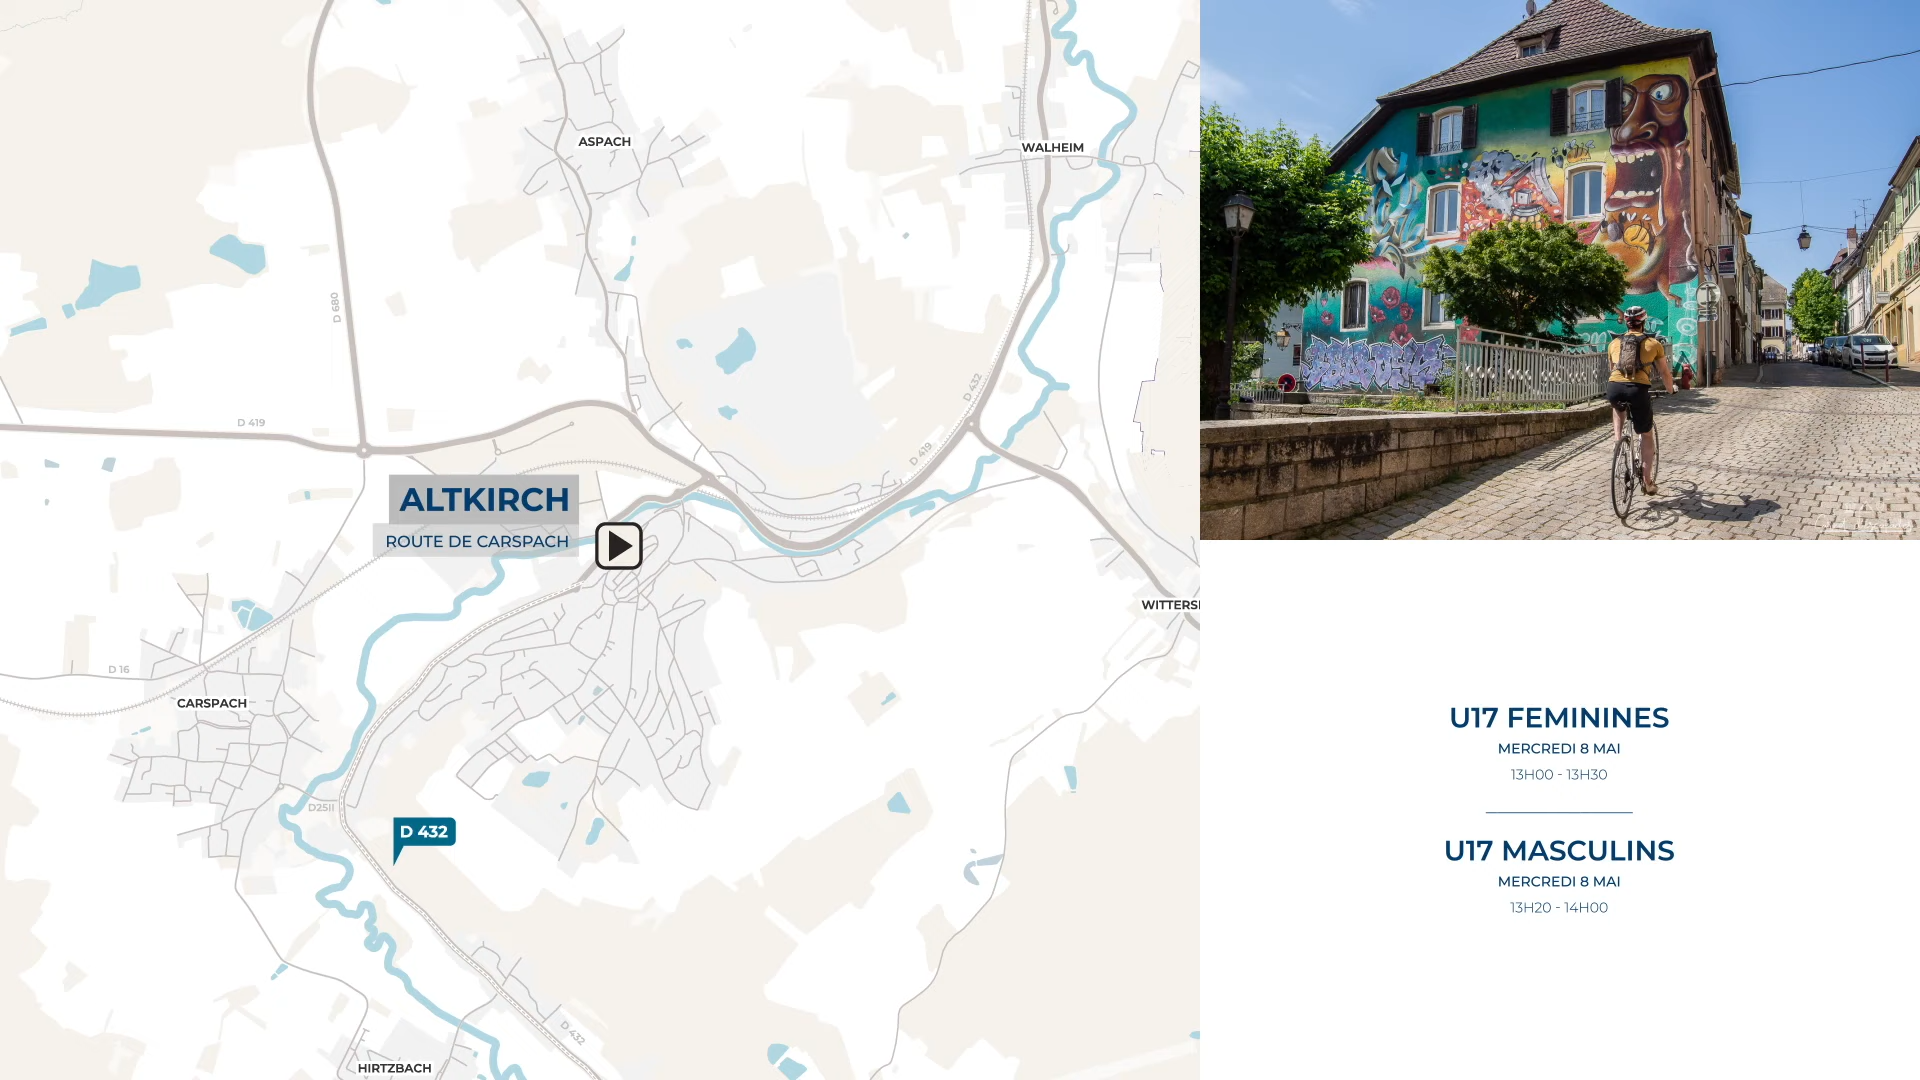 ASPACH
WALHEIM
D 680
D 432
D 419
D 419
ALTKIRCH
ROUTE DE CARSPACH
WITTERS
D 16
CARSPACH
D25II
D 432
D 432
HIRTZBACH
U17 FEMININES
MERCREDI 8 MAI
13H00 - 13H30
U17 MASCULINS
MERCREDI 8 MAI
13H20 - 14H00